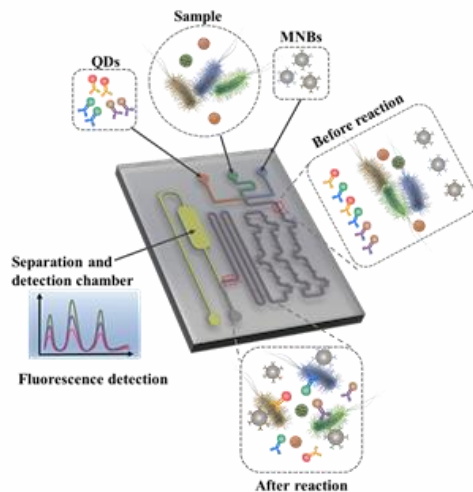 Sample
QDs
MNBs
Before reaction
Separation and
detection chamber
Fluorescence detection
After reaction